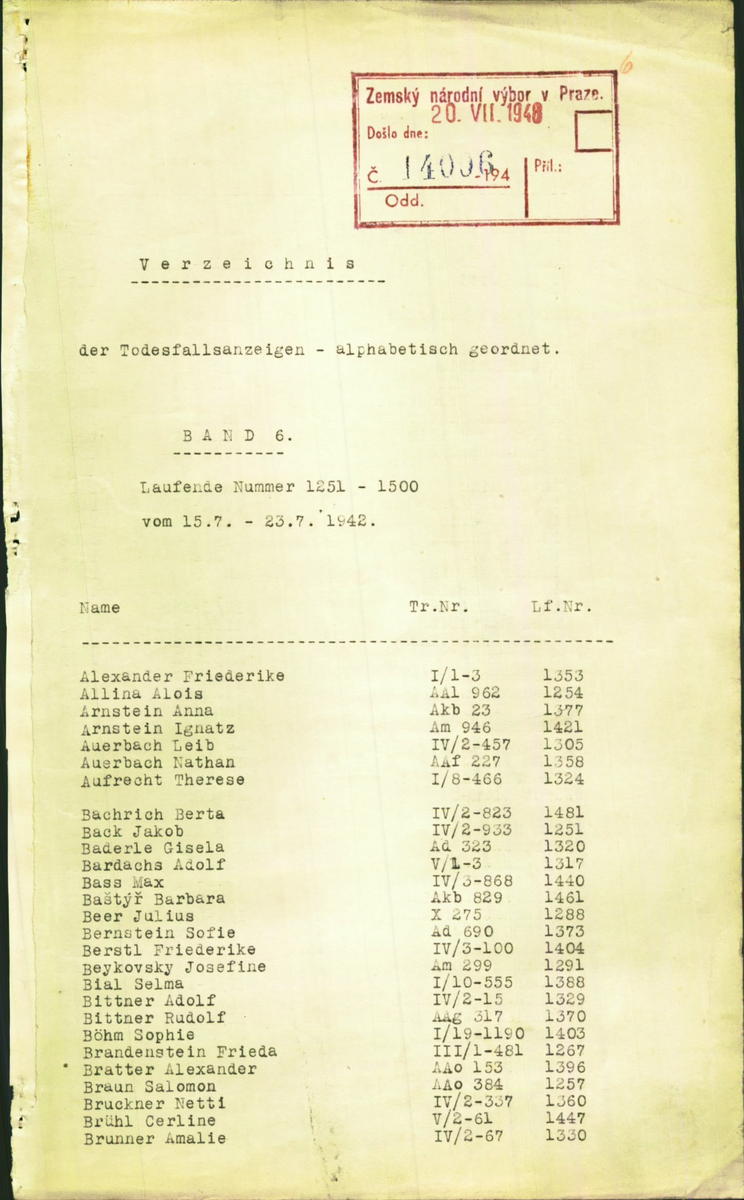 6
Zemský národní výbor v Praze.
20. VII. 1948
Došlo dne:
Č. 14006 -194 Příl.:
Odd.
Verzeichnis
der Todesfallsanzeigen - alphabetisch geordnet.
BAND 6.
Laufende Nummer 1251 - 1500
vom 15.7. - 23.7. 1942.
Name Tr.Nr. Lf.Nr.
Alexander Friederike I/1-3 1353
Allina Alois AAl 962 1254
Arnstein Anna Akb 23 1377
Arnstein Ignatz Am 946 1421
Auerbach Leib IV/2-457 1305
Auerbach Nathan AAf 227 1358
Aufrecht Therese I/8-466 1324
Bachrich Berta IV/2-823 1481
Back Jakob IV/2-933 1251
Baderle Gisela Ad 323 1320
Bardachs Adolf V/1-3 1317
Bass Max IV/3-868 1440
Baštýř Barbara Akb 829 1461
Beer Julius X 275 1288
Bernstein Sofie Ad 690 1373
Berstl Friederike IV/3-100 1404
Beykovsky Josefine Am 299 1291
Bial Selma I/10-555 1388
Bittner Adolf IV/2-15 1329
Bittner Rudolf AAg 317 1370
Böhm Sophie I/19-1190 1403
Brandenstein Frieda III/1-481 1267
Bratter Alexander AAo 153 1396
Braun Salomon AAo 384 1257
Bruckner Netti IV/2-337 1360
Brühl Cerline V/2-61 1447
Brunner Amalie IV/2-67 1330